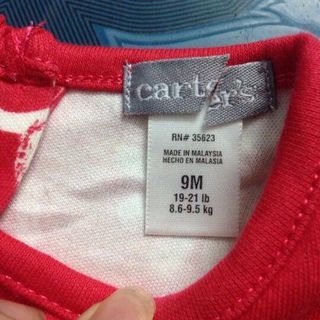 carter's
RN# 35623
MADE IN MALAYSIA
HECHO EN MALASIA
9M
19-21 lb
8.6-9.5 kg